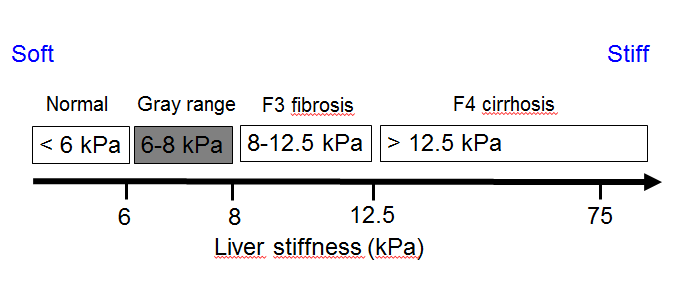 Soft Stiff
Normal Gray range F3 fibrosis F4 cirrhosis
< 6 kPa 6-8 kPa 8-12.5 kPa > 12.5 kPa
6 8 12.5 75
Liver stiffness (kPa)